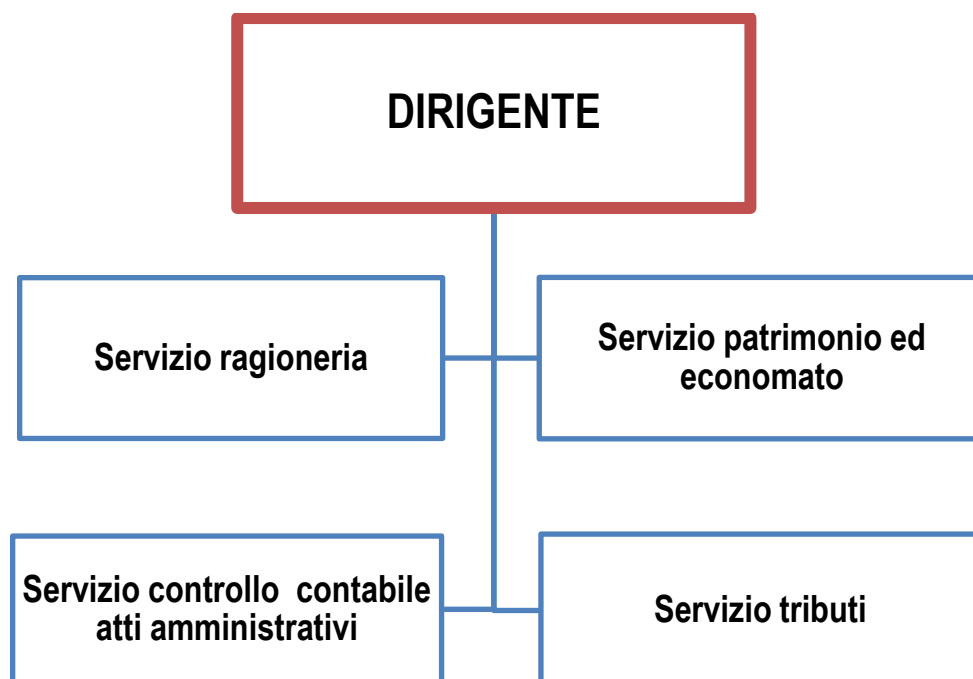 DIRIGENTE
Servizio ragioneria
Servizio patrimonio ed
economato
Servizio controllo  contabile
atti amministrativi
Servizio tributi